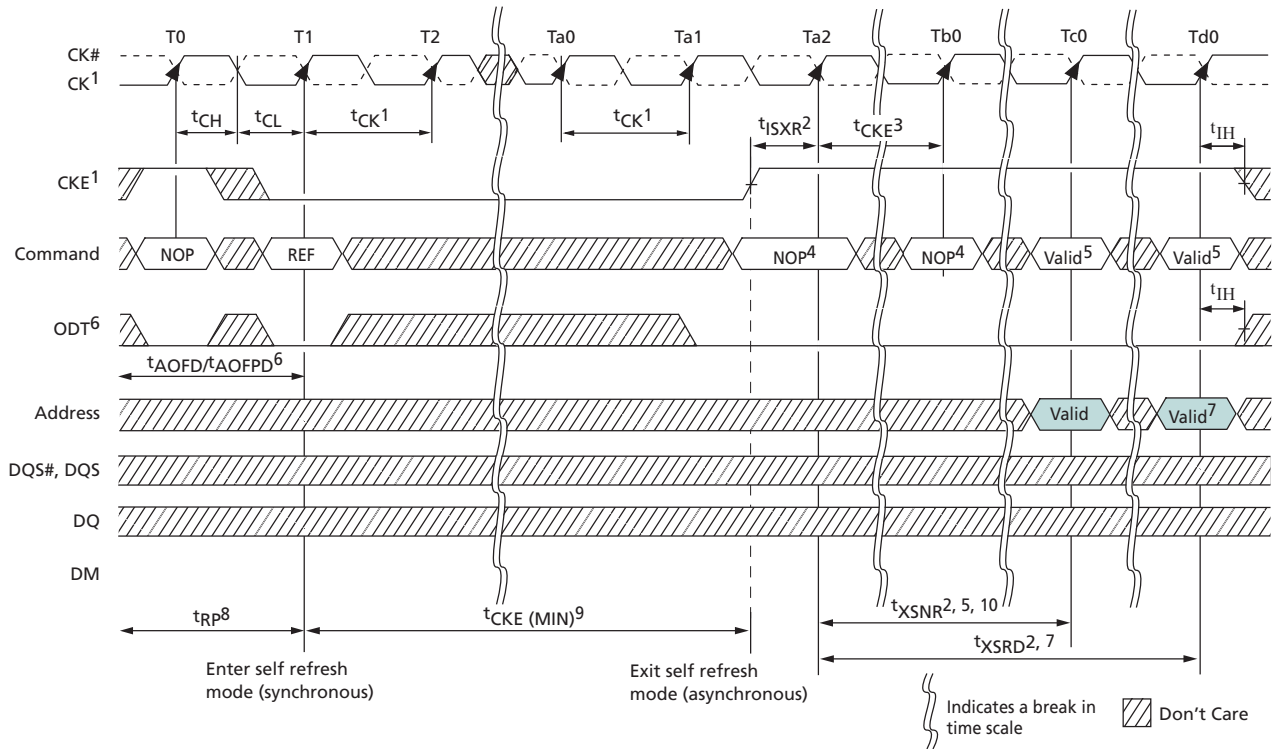 T0 T1 T2 Ta0 Ta1 Ta2 Tb0 Tc0 Td0
CK#
CK1
tCH tCL tCK1 tCK1 tISXR2 tCKE3 tIH
CKE1
Command NOP REF NOP4 NOP4 Valid5 Valid5
tIH
ODT6
tAOFD/tAOFPD6
Address Valid Valid7
DQS#, DQS
DQ
DM
tRP8 tCKE (MIN)9 tXSNR2, 5, 10
tXSRD2, 7
Enter self refresh
mode (synchronous)
Exit self refresh
mode (asynchronous)
Indicates a break in
time scale
Don't Care